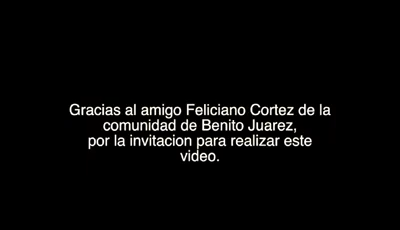 Gracias al amigo Feliciano Cortez de la
comunidad de Benito Juarez,
por la invitacion para realizar este
video.